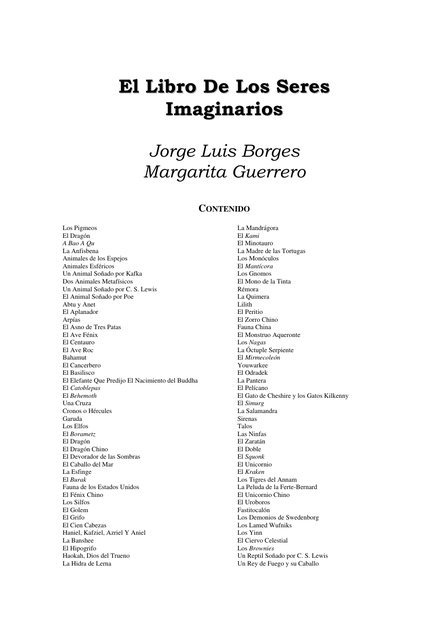 El Libro De Los Seres
Imaginarios
Jorge Luis Borges
Margarita Guerrero
CONTENIDO
Los Pigmeos
El Dragón
A Bao A Qu
La Anfisbena
Animales de los Espejos
Animales Esféricos
Un Animal Soñado por Kafka
Dos Animales Metafísicos
Un Animal Soñado por C. S. Lewis
El Animal Soñado por Poe
Abtu y Anet
El Aplanador
Arpías
El Asno de Tres Patas
El Ave Fénix
El Centauro
El Ave Roc
Bahamut
El Cancerbero
El Basilisco
El Elefante Que Predijo El Nacimiento del Buddha
El Catoblepas
El Behemoth
Una Cruza
Cronos o Hércules
Garuda
Los Elfos
El Borametz
El Dragón
El Dragón Chino
El Devorador de las Sombras
El Caballo del Mar
La Esfinge
El Burak
Fauna de los Estados Unidos
El Fénix Chino
Los Silfos
El Golem
El Grifo
El Cien Cabezas
Haniel, Kafziel, Azriel Y Aniel
La Banshee
El Hipogrifo
Haokah, Dios del Trueno
La Hidra de Lerna
La Mandrágora
El Kami
El Minotauro
La Madre de las Tortugas
Los Monóculos
El Mantícora
Los Gnomos
El Mono de la Tinta
Rémora
La Quimera
Lilith
El Peritio
El Zorro Chino
Fauna China
El Monstruo Aqueronte
Los Nagas
La Óctuple Serpiente
El Mirmecoleón
Youwarkee
El Odradek
La Pantera
El Pelícano
El Gato de Cheshire y los Gatos Kilkenny
El Simurg
La Salamandra
Sirenas
Talos
Las Ninfas
El Zaratán
El Doble
El Squonk
El Unicornio
El Kraken
Los Tigres del Annam
La Peluda de la Ferte-Bernard
El Unicornio Chino
El Uroboros
Fastitocalón
Los Demonios de Swedenborg
Los Lamed Wufniks
Los Yinn
El Ciervo Celestial
Los Brownies
Un Reptil Soñado por C. S. Lewis
Un Rey de Fuego y su Caballo